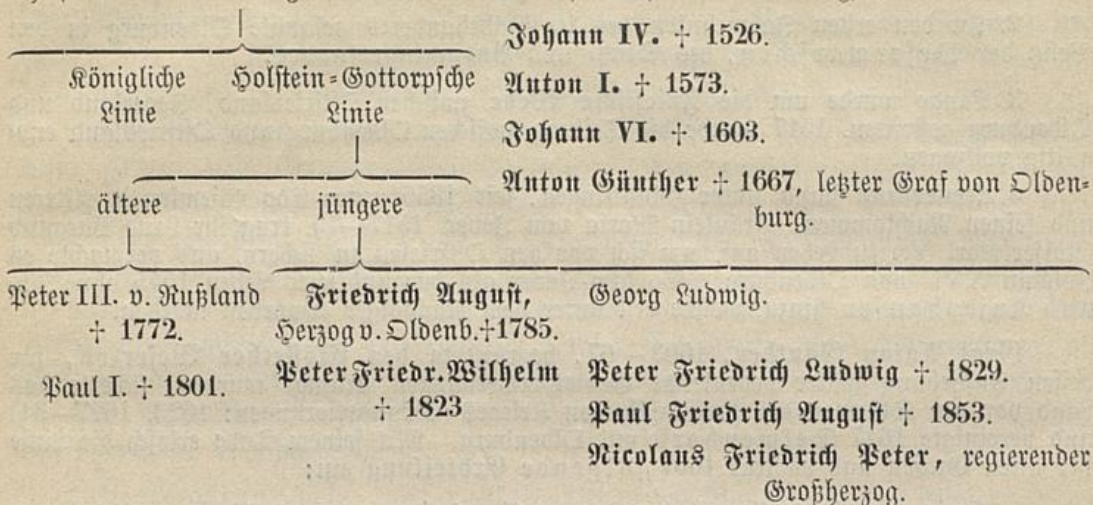 Johann IV. † 1526.
Königliche Linie
Holstein-Gottorpsche Linie
Anton I. † 1573.
Johann VI. † 1603.
Anton Günther † 1667, letzter Graf von Olden-
burg.
ältere
jüngere
Peter III. v. Rußland
† 1772.
Paul I. † 1801.
Friedrich August,
Herzog v. Oldenb. † 1785.
Peter Friedr. Wilhelm
† 1823
Georg Ludwig.
Peter Friedrich Ludwig † 1829.
Paul Friedrich August † 1853.
Nicolaus Friedrich Peter, regierender
Großherzog.